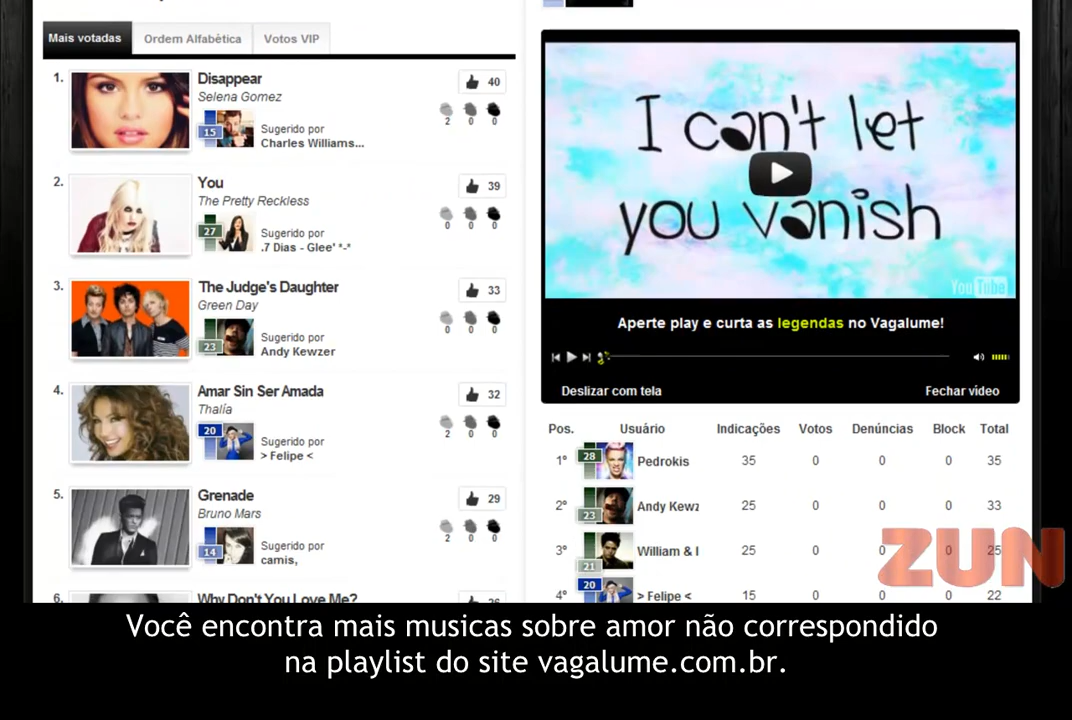 Mais votadas
Ordem Alfabética
Votos VIP
1.
Disappear
Selena Gomez
15
Sugerido por
Charles Williams...
40
2 0 0
2.
You
The Pretty Reckless
27
Sugerido por
.7 Dias - Glee' *-*
39
0 0 0
3.
The Judge's Daughter
Green Day
23
Sugerido por
Andy Kewzer
33
0 0 0
4.
Amar Sin Ser Amada
Thalía
20
Sugerido por
> Felipe <
32
2 0 0
5.
Grenade
Bruno Mars
14
Sugerido por
camis,
29
2 0 0
6.
Why Don't You Love Me?
I can't let
you vanish
YouTube
Aperte play e curta as legendas no Vagalume!
Deslizar com tela
Fechar vídeo
Pos. Usuário Indicações Votos Denúncias Block Total
1º 28 Pedrokis 35 0 0 0 35
2º 23 Andy Kewz 25 0 0 0 33
3º 21 William & I 25 0 0 0 25
4º 20 > Felipe < 15 0 0 0 22
ZUN
Você encontra mais musicas sobre amor não correspondido
na playlist do site vagalume.com.br.